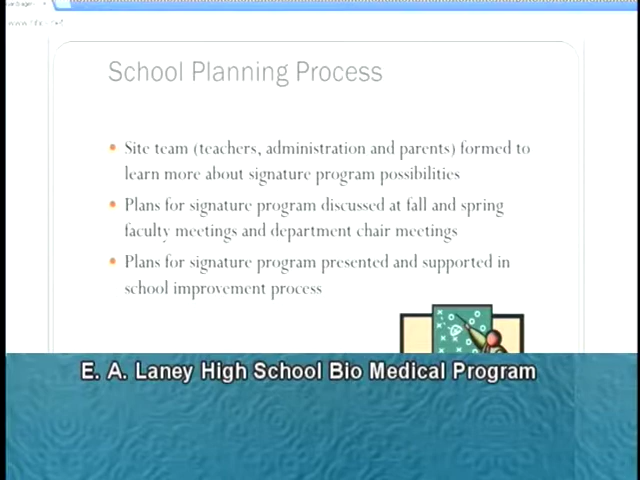 School Planning Process
Site team (teachers, administration and parents) formed to
learn more about signature program possibilities
Plans for signature program discussed at fall and spring
faculty meetings and department chair meetings
Plans for signature program presented and supported in
school improvement process
E. A. Laney High School Bio Medical Program